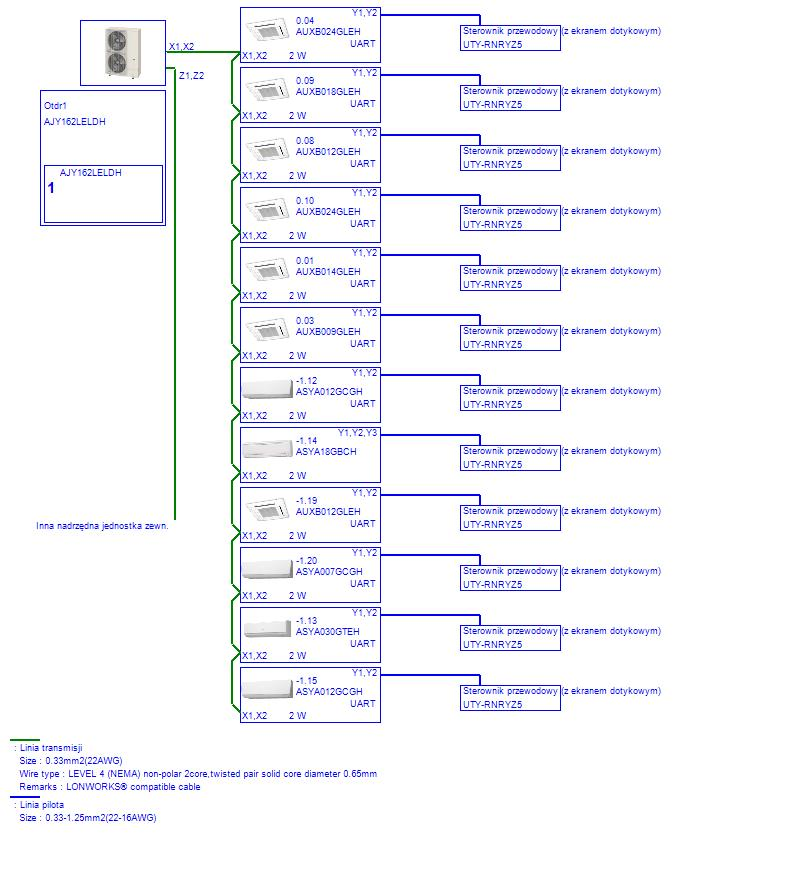 X1,X2
Z1,Z2
Otdr1
AJY162LELDH
AJY162LELDH
1
Inna nadrzędna jednostka zewn.
Y1,Y2
0.04
AUXB024GLEH
UART
X1,X2 2 W
Sterownik przewodowy (z ekranem dotykowym)
UTY-RNRYZ5
Y1,Y2
0.09
AUXB018GLEH
UART
X1,X2 2 W
Sterownik przewodowy (z ekranem dotykowym)
UTY-RNRYZ5
Y1,Y2
0.08
AUXB012GLEH
UART
X1,X2 2 W
Sterownik przewodowy (z ekranem dotykowym)
UTY-RNRYZ5
Y1,Y2
0.10
AUXB024GLEH
UART
X1,X2 2 W
Sterownik przewodowy (z ekranem dotykowym)
UTY-RNRYZ5
Y1,Y2
0.01
AUXB014GLEH
UART
X1,X2 2 W
Sterownik przewodowy (z ekranem dotykowym)
UTY-RNRYZ5
Y1,Y2
0.03
AUXB009GLEH
UART
X1,X2 2 W
Sterownik przewodowy (z ekranem dotykowym)
UTY-RNRYZ5
Y1,Y2
-1.12
ASYA012GCGH
UART
X1,X2 2 W
Sterownik przewodowy (z ekranem dotykowym)
UTY-RNRYZ5
Y1,Y2,Y3
-1.14
ASYA18GBCH
X1,X2 2 W
Sterownik przewodowy (z ekranem dotykowym)
UTY-RNRYZ5
Y1,Y2
-1.19
AUXB012GLEH
UART
X1,X2 2 W
Sterownik przewodowy (z ekranem dotykowym)
UTY-RNRYZ5
Y1,Y2
-1.20
ASYA007GCGH
UART
X1,X2 2 W
Sterownik przewodowy (z ekranem dotykowym)
UTY-RNRYZ5
Y1,Y2
-1.13
ASYA030GTEH
UART
X1,X2 2 W
Sterownik przewodowy (z ekranem dotykowym)
UTY-RNRYZ5
Y1,Y2
-1.15
ASYA012GCGH
UART
X1,X2 2 W
Sterownik przewodowy (z ekranem dotykowym)
UTY-RNRYZ5
: Linia transmisji
Size : 0.33mm2(22AWG)
Wire type : LEVEL 4 (NEMA) non-polar 2core,twisted pair solid core diameter 0.65mm
Remarks : LONWORKS® compatible cable
: Linia pilota
Size : 0.33-1.25mm2(22-16AWG)